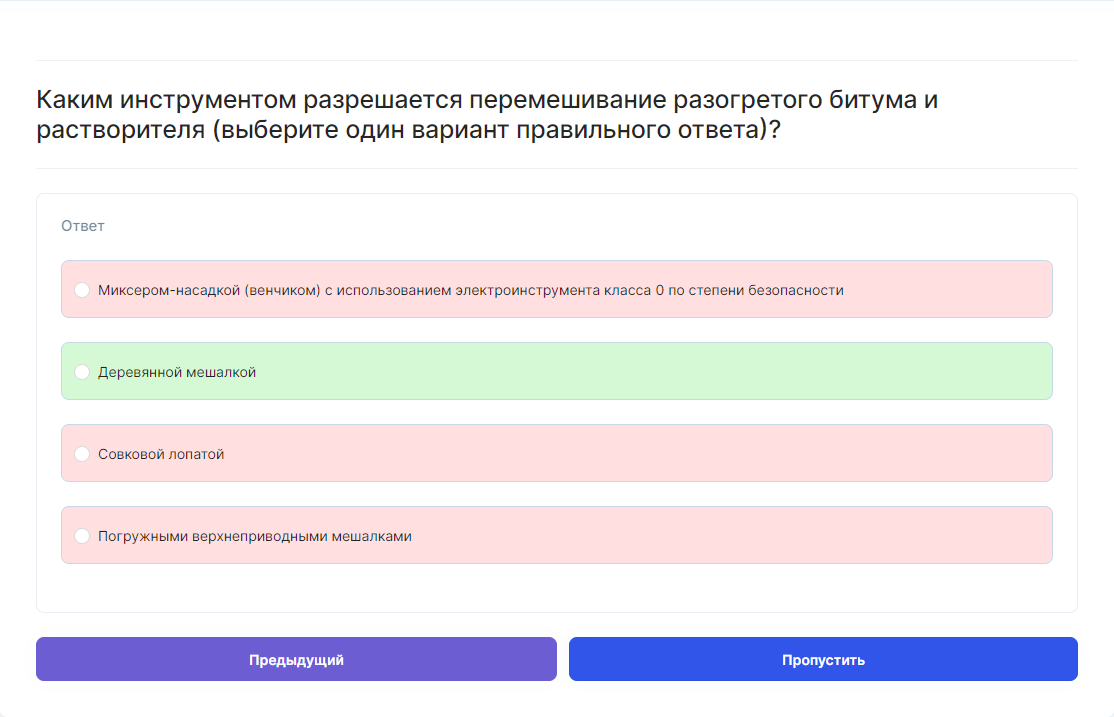 Каким инструментом разрешается перемешивание разогретого битума и
растворителя (выберите один вариант правильного ответа)?
Ответ
Миксером-насадкой (венчиком) с использованием электроинструмента класса 0 по степени безопасности
Деревянной мешалкой
Совковой лопатой
Погружными верхнеприводными мешалками
Предыдущий
Пропустить